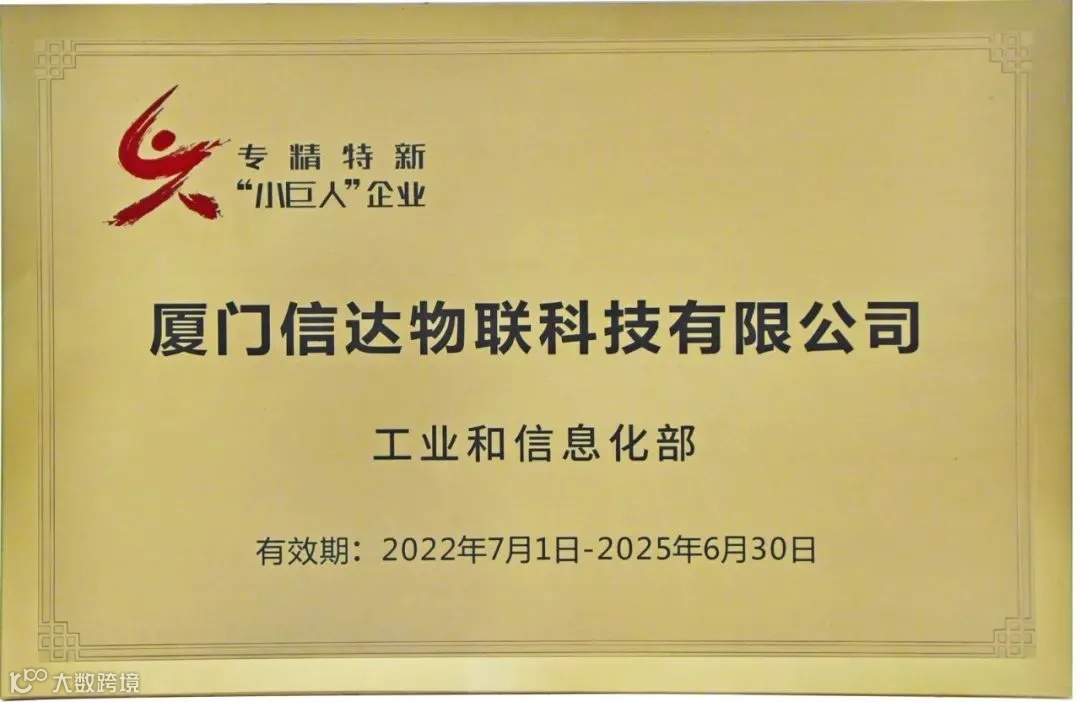 专精特新
“小巨人”企业
厦门信达物联科技有限公司
工业和信息化部
有效期：2022年7月1日-2025年6月30日
大数跨境